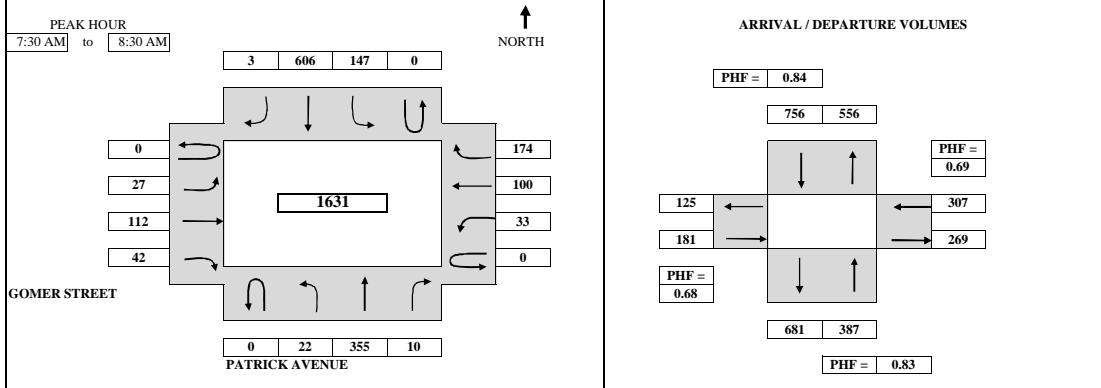 PEAK HOUR
7:30 AM to 8:30 AM
NORTH
3 606 147 0
0
27
112
42
1631
174
100
33
0
GOMER STREET
0 22 355 10
PATRICK AVENUE
ARRIVAL / DEPARTURE VOLUMES
PHF = 0.84
756 556
PHF =
0.69
125
181
307
269
PHF =
0.68
681 387
PHF = 0.83